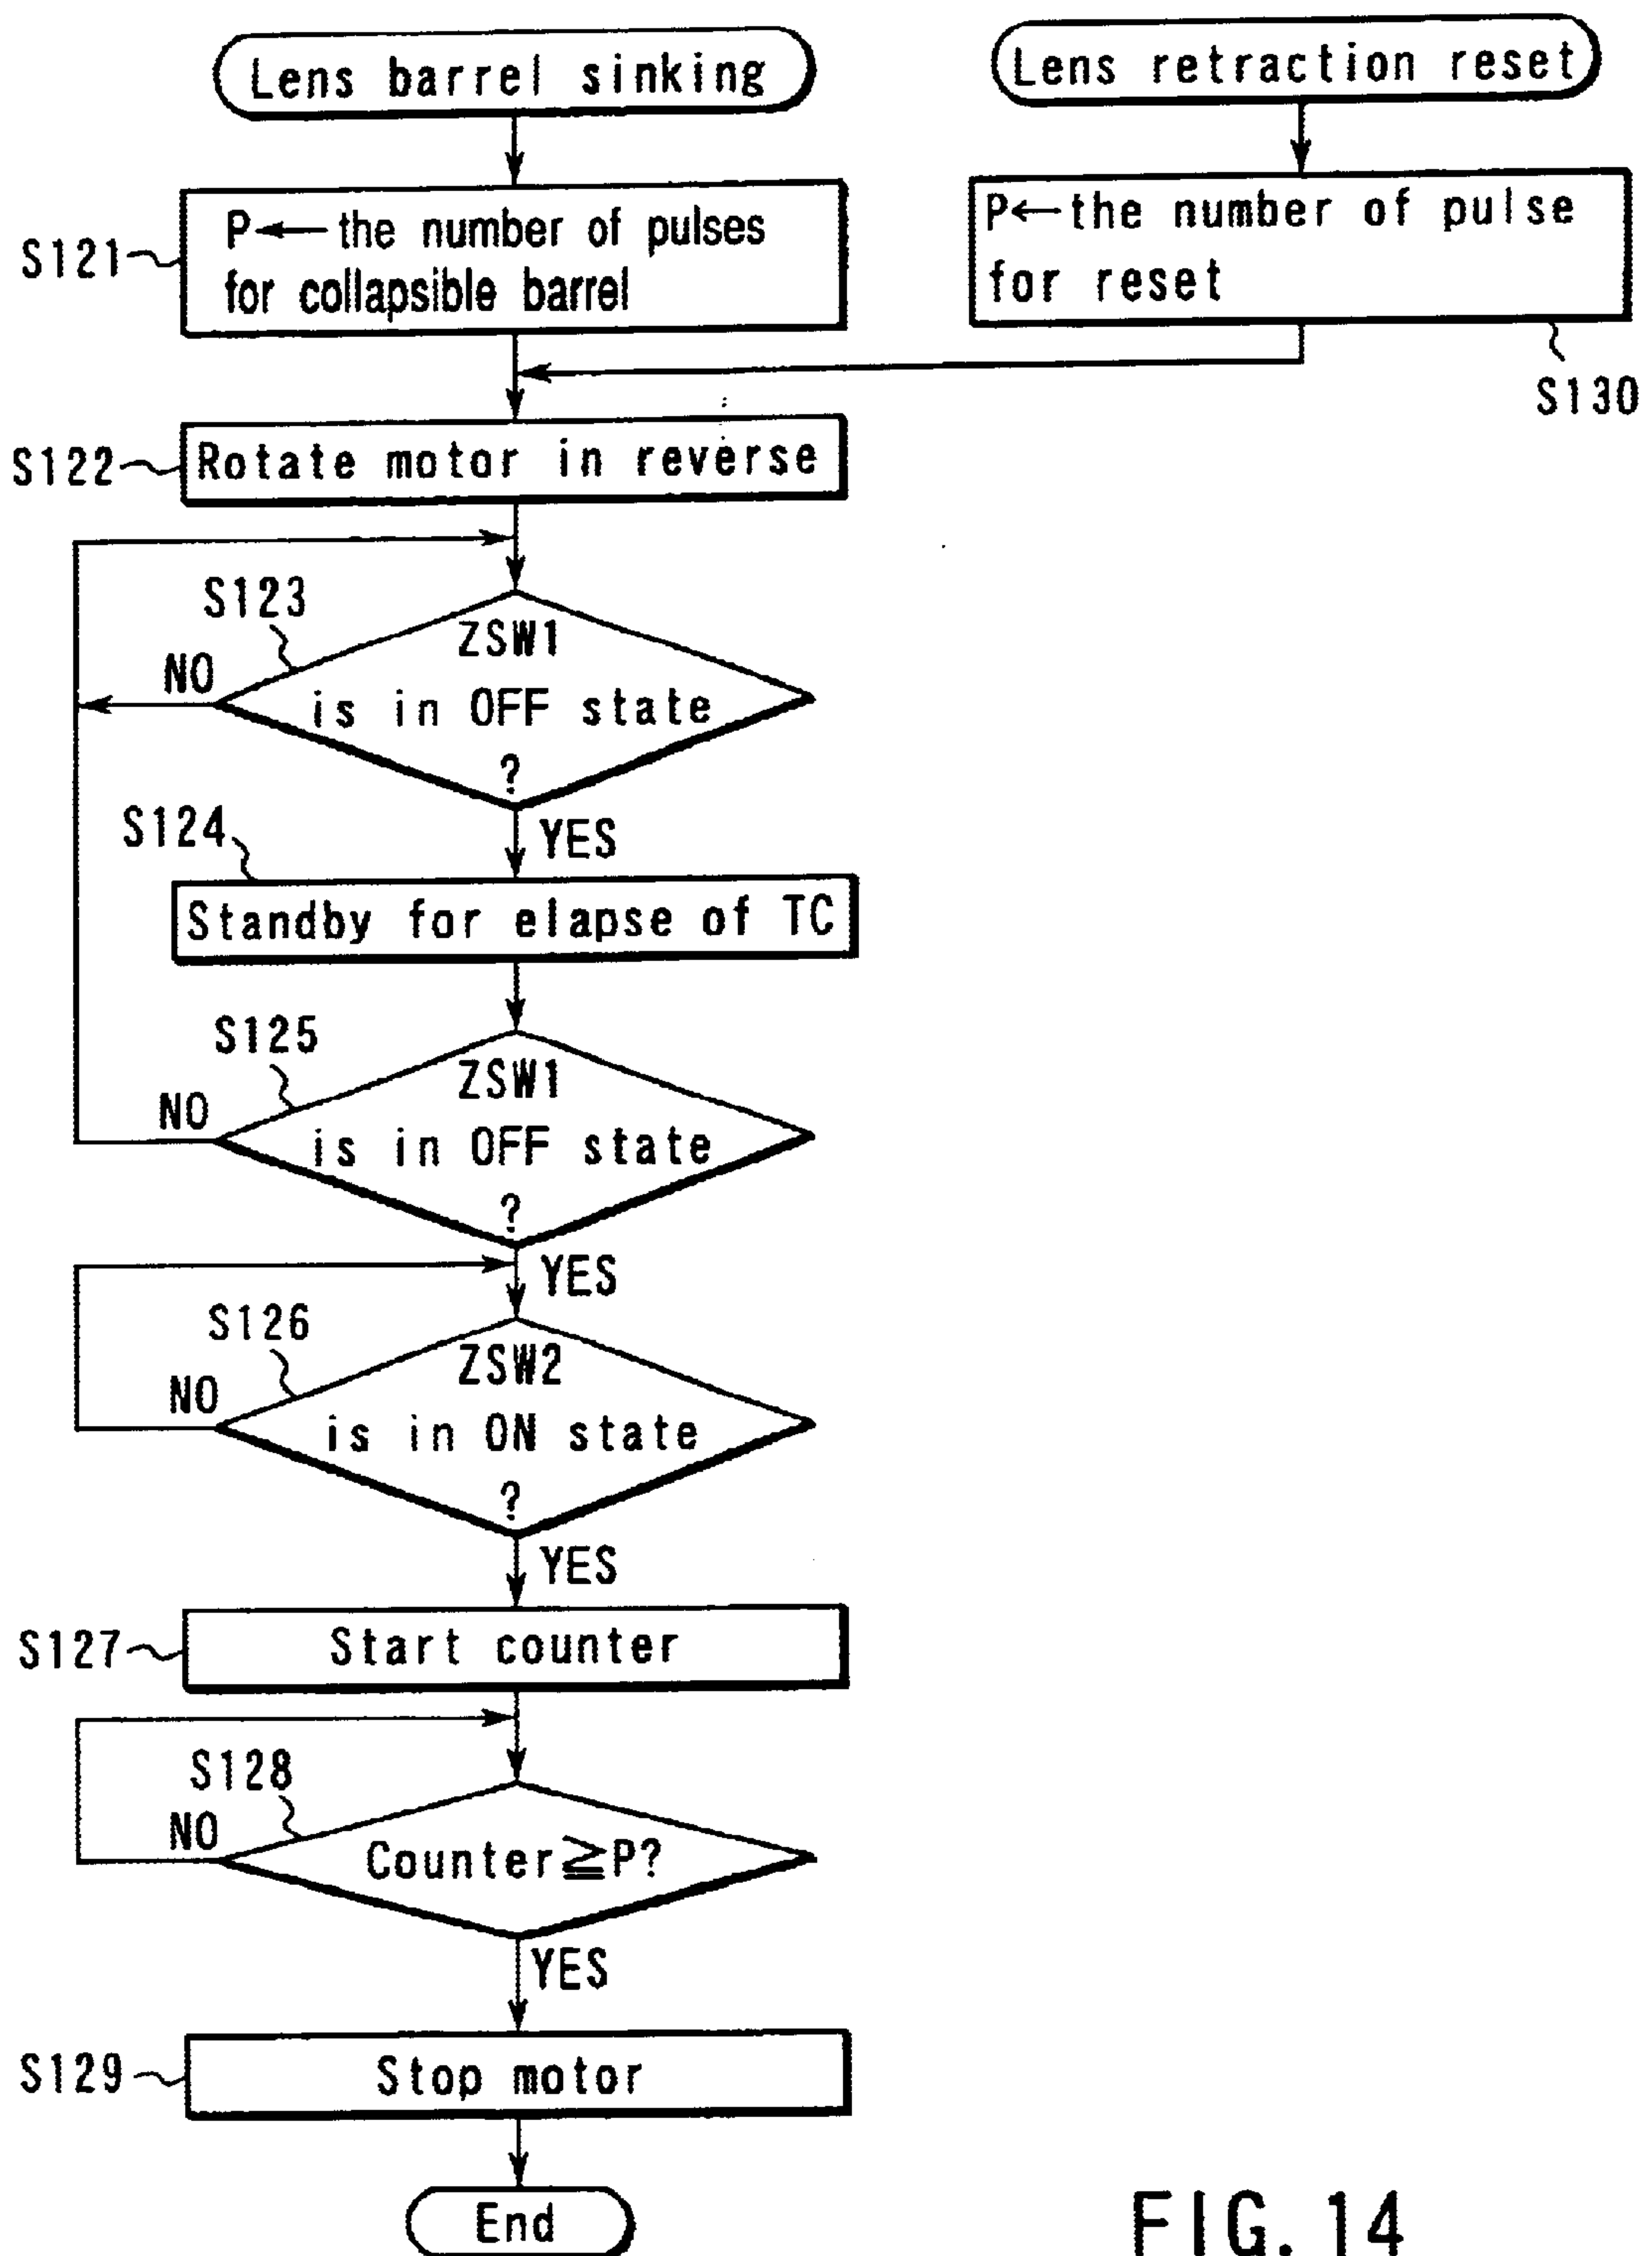 Lens barrel sinking
Lens retraction reset
S121
P←the number of pulses
for collapsible barrel
P←the number of pulse
for reset
S130
S122
Rotate motor in reverse
S123
ZSW1
is in OFF state
?
NO
YES
S124
Standby for elapse of TC
S125
ZSW1
is in OFF state
?
NO
YES
S126
ZSW2
is in ON state
?
NO
YES
S127
Start counter
S128
Counter≧P?
NO
YES
S129
Stop motor
End
FIG. 14